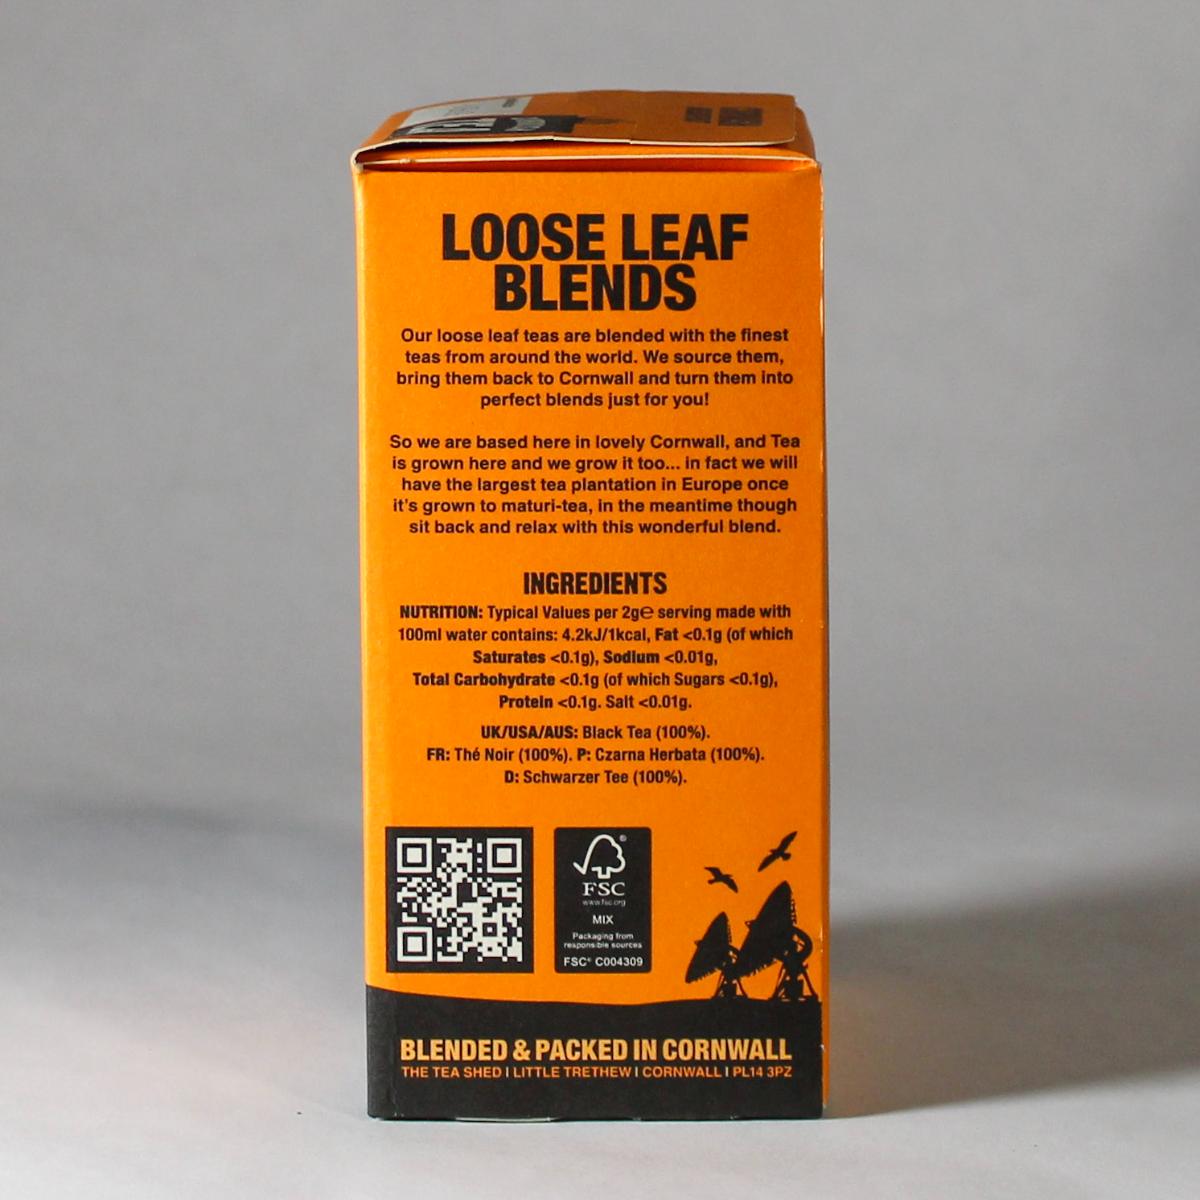 LOOSE LEAF
BLENDS
Our loose leaf teas are blended with the finest
teas from around the world. We source them,
bring them back to Cornwall and turn them into
perfect blends just for you!
So we are based here in lovely Cornwall, and Tea
is grown here and we grow it too... in fact we will
have the largest tea plantation in Europe once
it's grown to maturi-tea, in the meantime though
sit back and relax with this wonderful blend.
INGREDIENTS
NUTRITION: Typical Values per 2g℮ serving made with
100ml water contains: 4.2kJ/1kcal, Fat <0.1g (of which
Saturates <0.1g), Sodium <0.01g,
Total Carbohydrate <0.1g (of which Sugars <0.1g),
Protein <0.1g. Salt <0.01g.
UK/USA/AUS: Black Tea (100%).
FR: Thé Noir (100%). P: Czarna Herbata (100%).
D: Schwarzer Tee (100%).
®
FSC
www.fsc.org
MIX
Packaging from
responsible sources
FSC® C004309
BLENDED & PACKED IN CORNWALL
THE TEA SHED | LITTLE TRETHEW | CORNWALL | PL14 3PZ